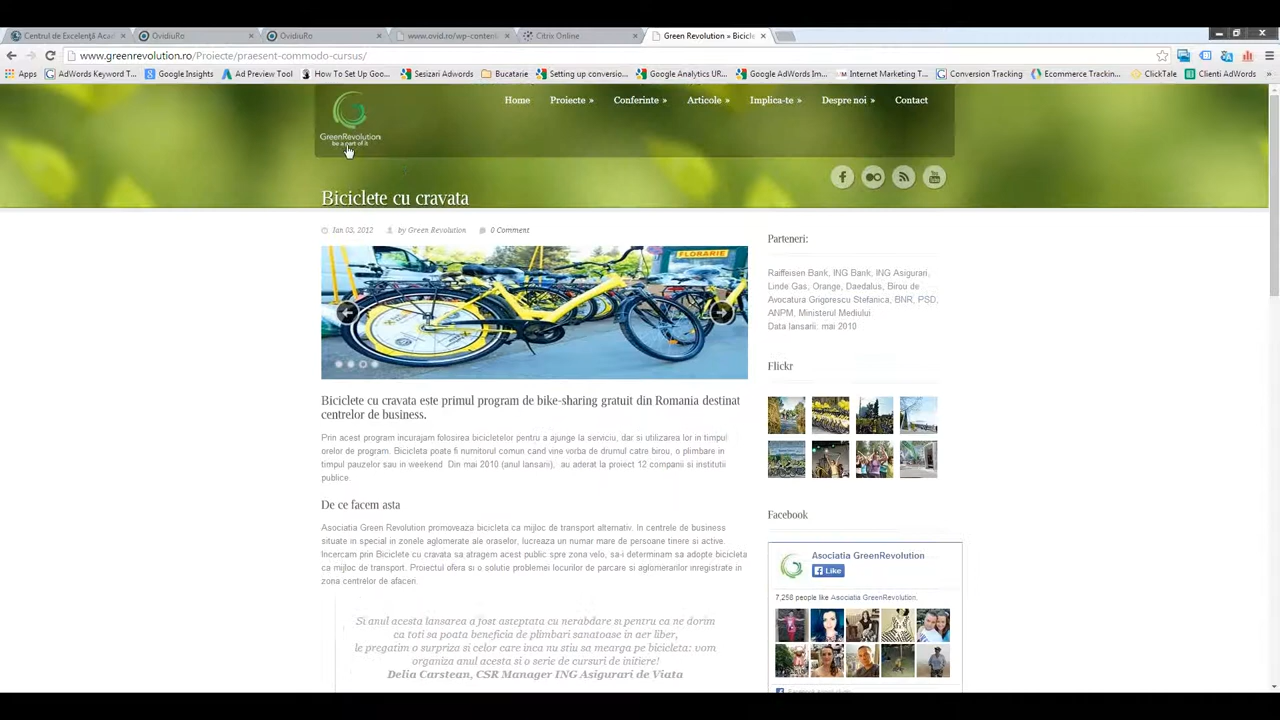 Centrul de Excelență Aca
OvidiuRo
OvidiuRo
www.ovid.ro/wp-content
Citrix Online
Green Revolution » Bicicle
www.greenrevolution.ro/Proiecte/praesent-commodo-cursus/
Apps
AdWords Keyword T...
Google Insights
Ad Preview Tool
How To Set Up Goo...
Sesizari Adwords
Bucatarie
Setting up conversio...
Google Analytics UR...
Google AdWords Im...
Internet Marketing T...
Conversion Tracking
Ecommerce Trackin...
ClickTale
Clienti AdWords
»
GreenRevolution
be a part of it
Home
Proiecte »
Conferinte »
Articole »
Implica-te »
Despre noi »
Contact
Biciclete cu cravata
Ian 03, 2012
by Green Revolution
0 Comment
FLORARIE
Biciclete cu cravata este primul program de bike-sharing gratuit din Romania destinat
centrelor de business.
Prin acest program incurajam folosirea bicicletelor pentru a ajunge la serviciu, dar si utilizarea lor in timpul
orelor de program. Bicicleta poate fi numitorul comun cand vine vorba de drumul catre birou, o plimbare in
timpul pauzelor sau in weekend. Din mai 2010 (anul lansarii), au aderat la proiect 12 companii si institutii
publice.
De ce facem asta
Asociatia Green Revolution promoveaza bicicleta ca mijloc de transport alternativ. In centrele de business
situate in special in zonele aglomerate ale oraselor, lucreaza un numar mare de persoane tinere si active.
Incercam prin Biciclete cu cravata sa atragem acest public spre zona velo, sa-i determinam sa adopte bicicleta
ca mijloc de transport. Proiectul ofera si o solutie problemei locurilor de parcare si aglomerarilor inregistrate in
zona centrelor de afaceri.
Si anul acesta lansarea a fost asteptata cu nerabdare si pentru ca ne dorim
ca toti sa poata beneficia de plimbari sanatoase in aer liber,
le pregatim o surpriza si celor care inca nu stiu sa mearga pe bicicleta: vom
organiza anul acesta si o serie de cursuri de initiere!
Delia Carstean, CSR Manager ING Asigurari de Viata
Parteneri:
Raiffeisen Bank, ING Bank, ING Asigurari,
Linde Gas, Orange, Daedalus, Birou de
Avocatura Grigorescu Stefanica, BNR, PSD,
ANPM, Ministerul Mediului
Data lansarii: mai 2010
Flickr
Facebook
Asociatia GreenRevolution
Like
7,258 people like Asociatia GreenRevolution.